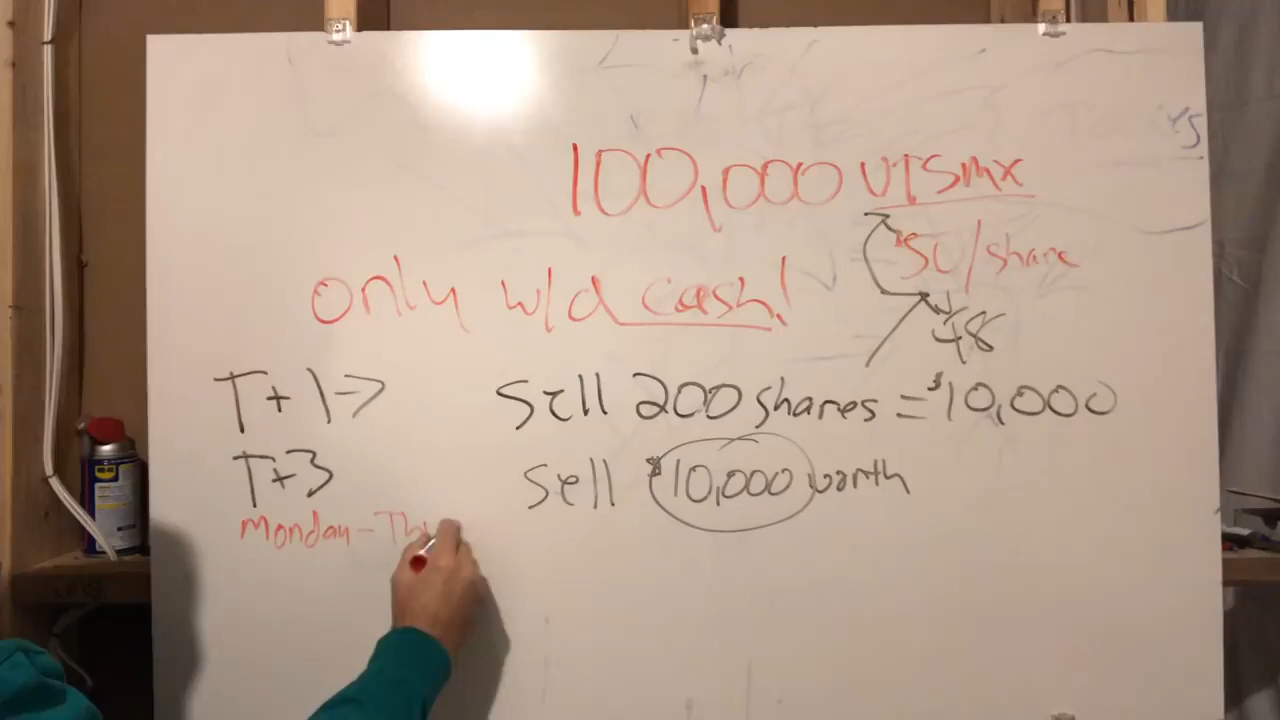 100,000 VTSmx
$50/share
only w/d cash!
48
T+1->
sell 200 shares = $10,000
T+3
sell $10,000 worth
monday-Thu